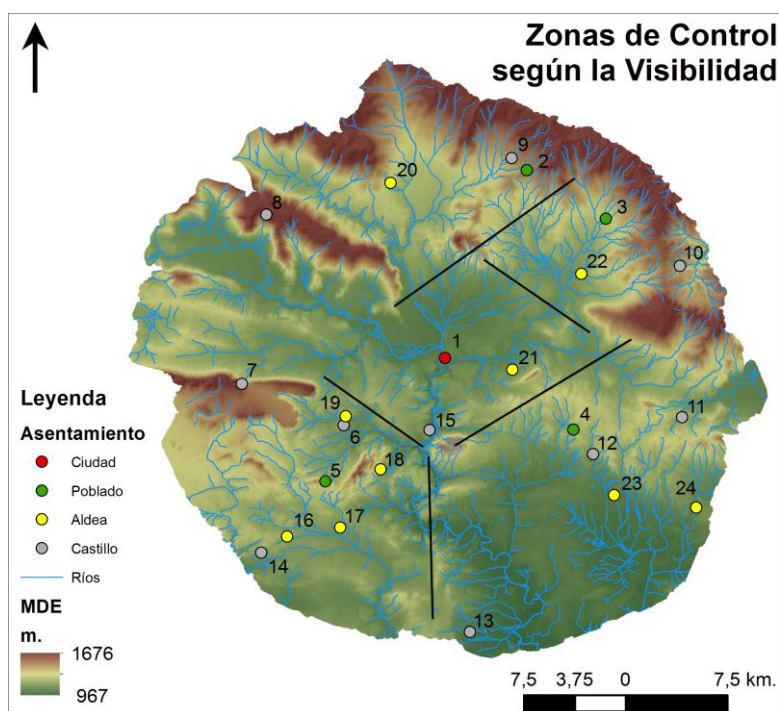 Zonas de Control
según la Visibilidad
9
2
20
3
8
10
22
1
21
7
11
19
15
4
6
12
18
5
23
24
16
17
14
13
Leyenda
Asentamiento
Ciudad
Poblado
Aldea
Castillo
Ríos
MDE
m.
1676
967
7,5 3,75 0 7,5 km.